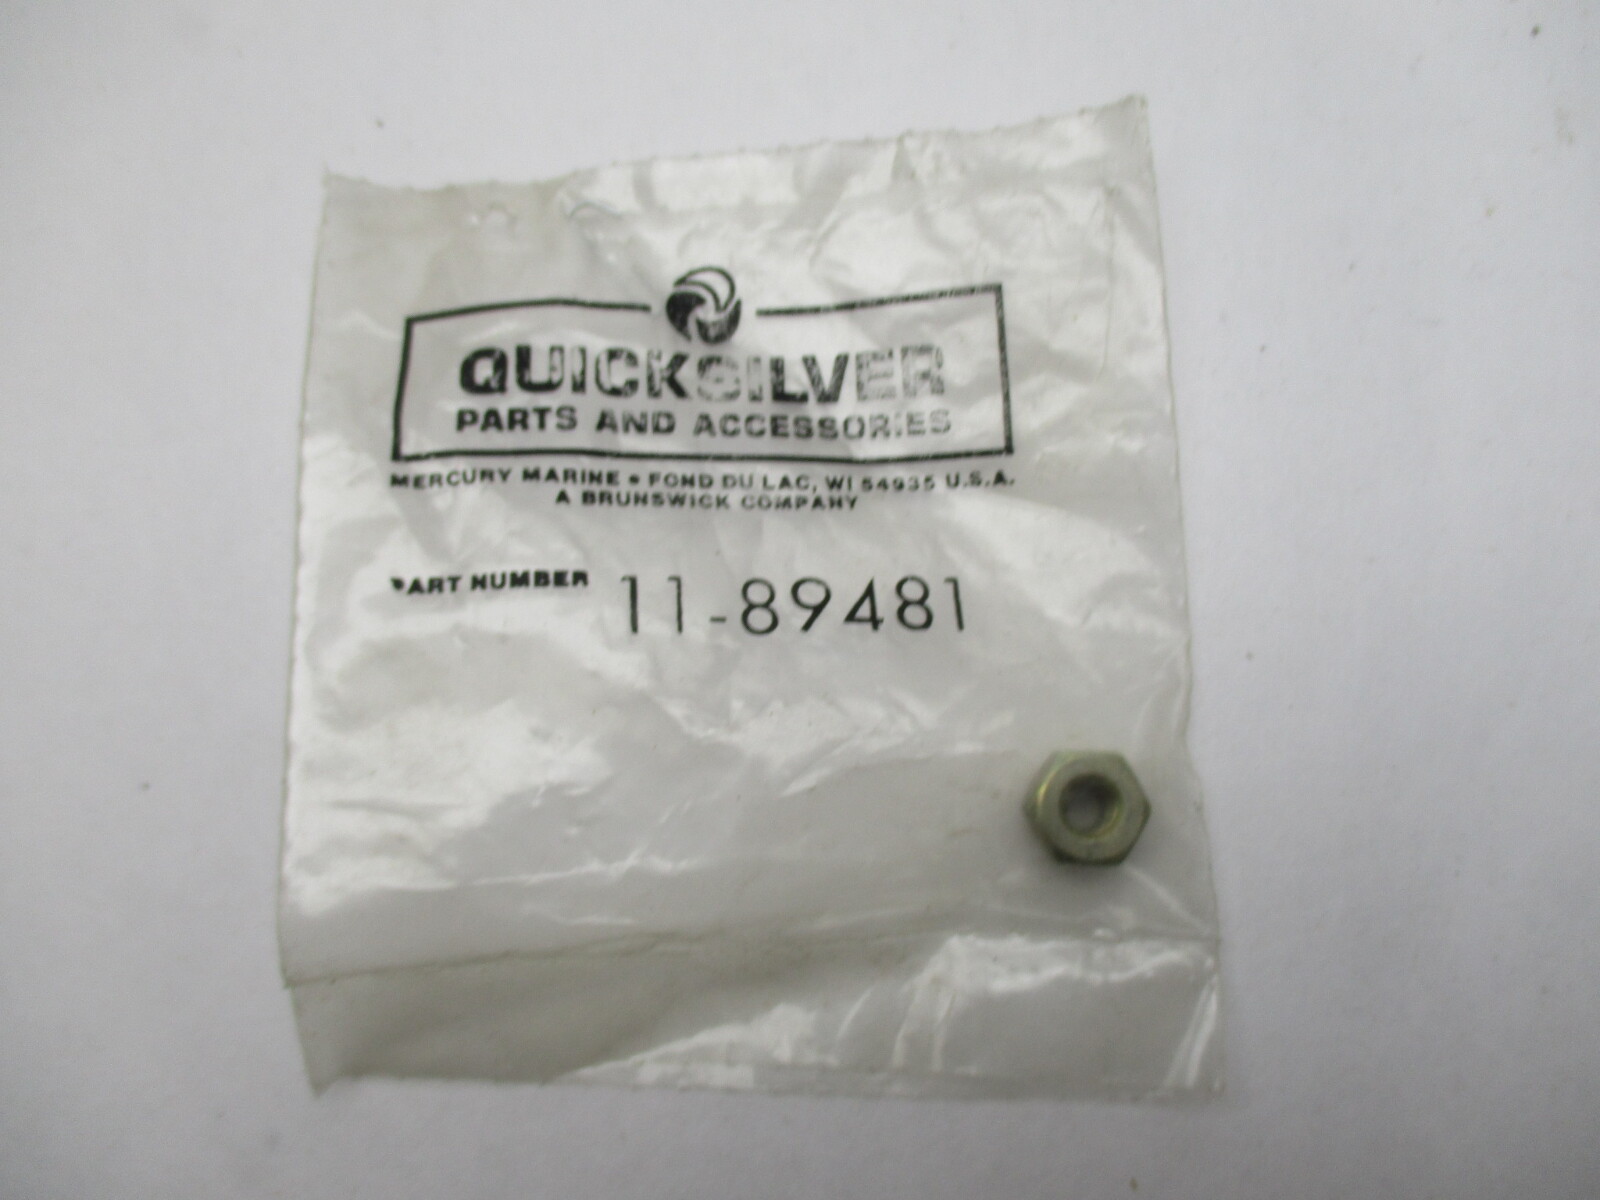 QUICKSILVER
PARTS AND ACCESSORIES
MERCURY MARINE • FOND DU LAC, WI 54935 U.S.A.
A BRUNSWICK COMPANY
PART NUMBER 11-89481